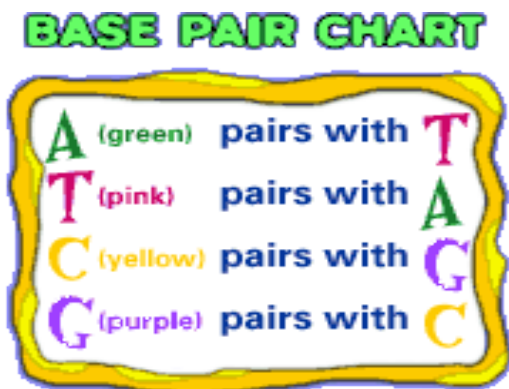 BASE PAIR CHART
A (green) pairs with T
T (pink) pairs with A
C (yellow) pairs with G
G (purple) pairs with C